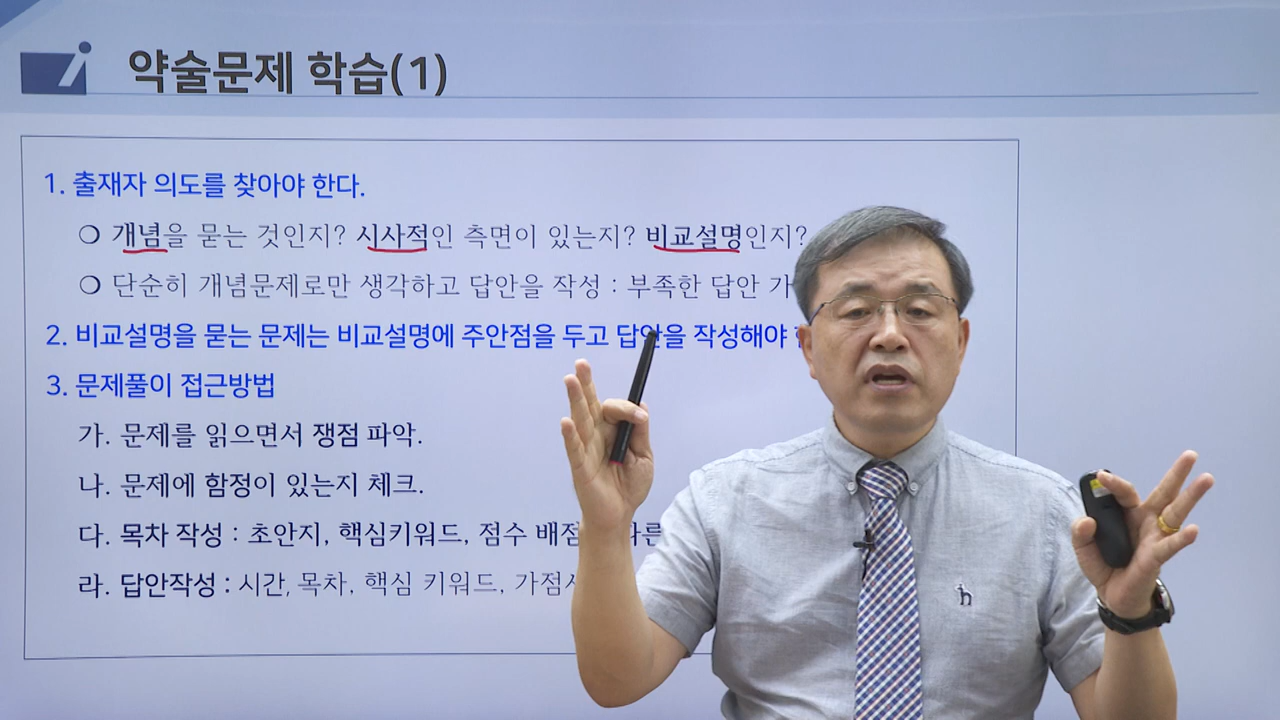 약술문제 학습(1)
1. 출재자 의도를 찾아야 한다.
❍ 개념을 묻는 것인지? 시사적인 측면이 있는지? 비교설명인지?
❍ 단순히 개념문제로만 생각하고 답안을 작성 : 부족한 답안
2. 비교설명을 묻는 문제는 비교설명에 주안점을 두고 답안을 작성해야
3. 문제풀이 접근방법
가. 문제를 읽으면서 쟁점 파악.
나. 문제에 함정이 있는지 체크.
다. 목차 작성 : 초안지, 핵심키워드, 점수
라. 답안작성 : 시간, 목차, 핵심 키워드,